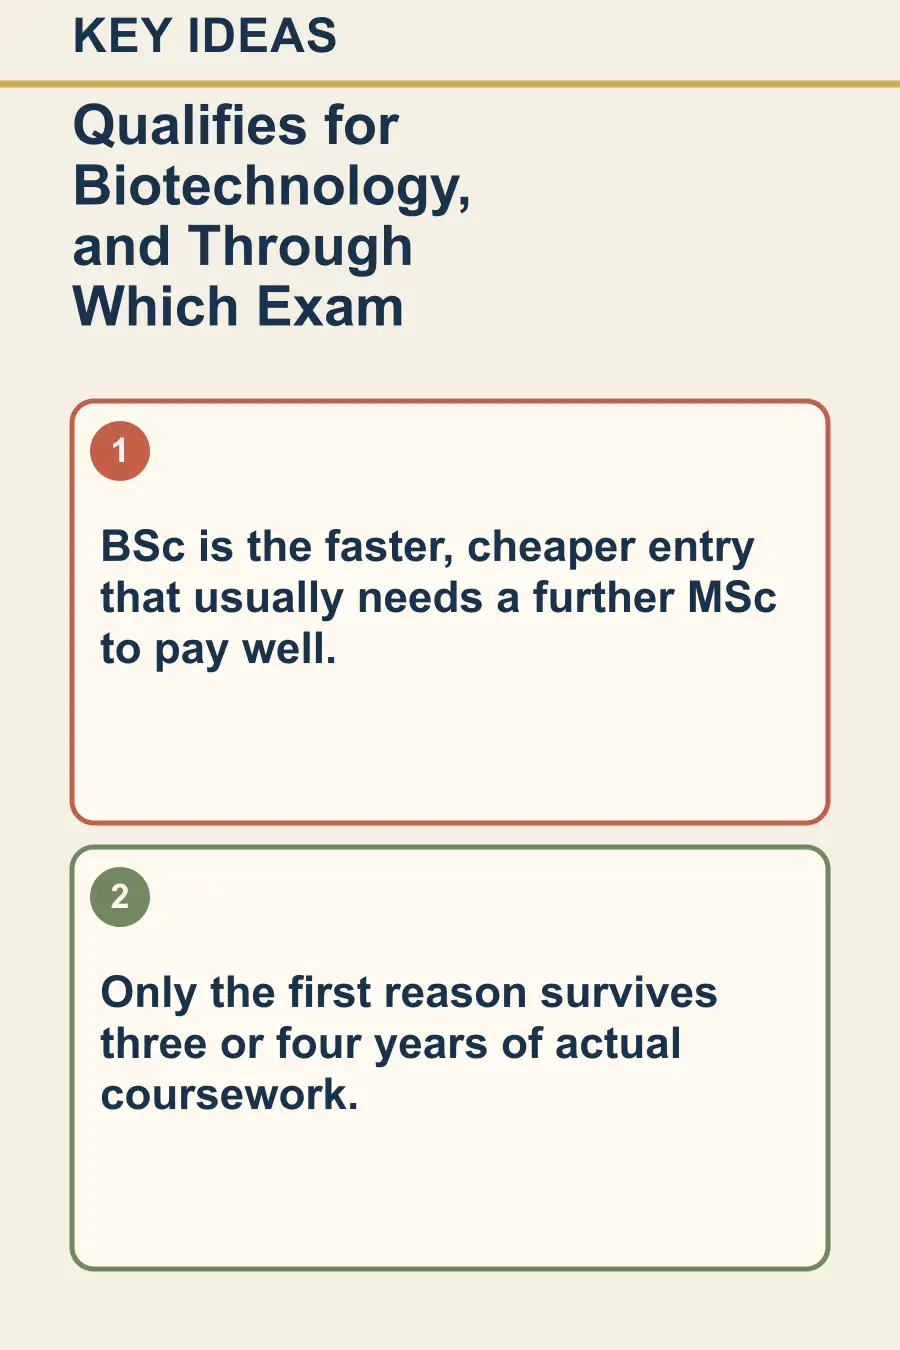 KEY IDEAS
Qualifies for
Biotechnology,
and Through
Which Exam
1
BSc is the faster, cheaper entry
that usually needs a further MSc
to pay well.
2
Only the first reason survives
three or four years of actual
coursework.